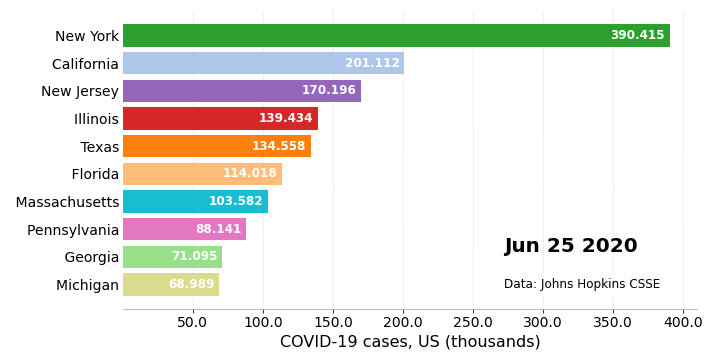 New York 390.415
California 201.112
New Jersey 170.196
Illinois 139.434
Texas 134.558
Florida 114.018
Massachusetts 103.582
Pennsylvania 88.141
Georgia 71.095
Michigan 68.989
Jun 25 2020
Data: Johns Hopkins CSSE
50.0 100.0 150.0 200.0 250.0 300.0 350.0 400.0
COVID-19 cases, US (thousands)